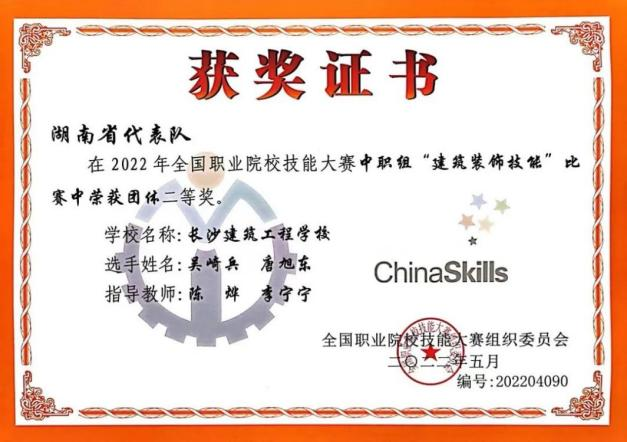 获奖证书
湖南省代表队
在2022年全国职业院校技能大赛中职组“建筑装饰技能”比
赛中荣获团体二等奖。
学校名称:长沙建筑工程学校
选手姓名:吴崎兵 唐旭东
指导教师:陈烨 李宁宁
ChinaSkills
全国职业院校技能大赛组织委员会
二〇二二年五月
编号:202204090